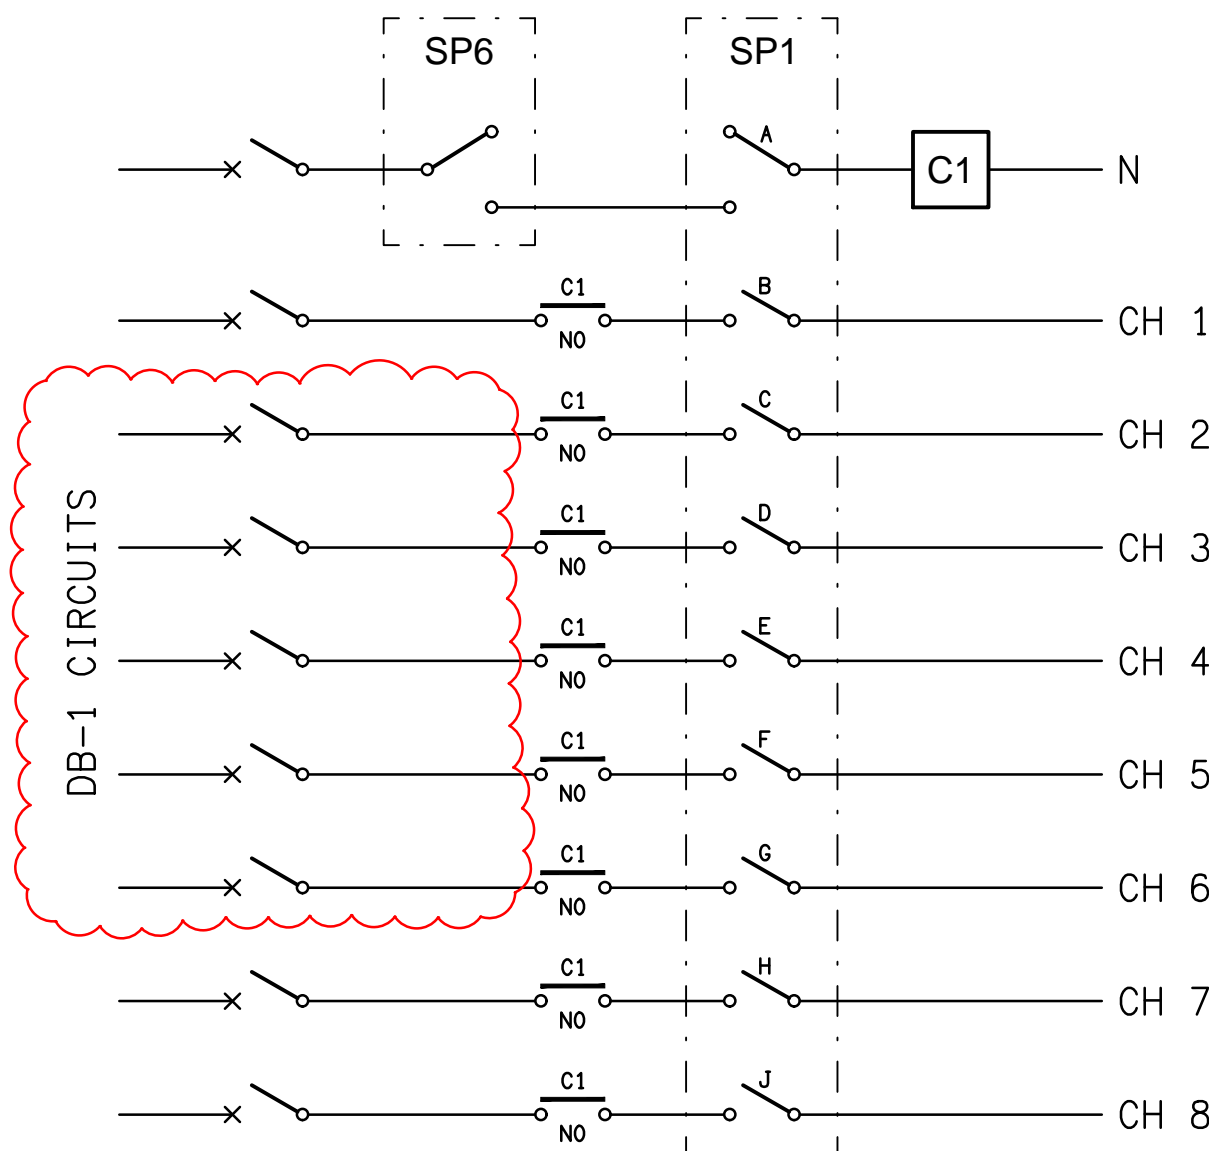 SP6 SP1
A
C1 N
C1 B
NO CH 1
C1 C
NO CH 2
C1 D
NO CH 3
C1 E
NO CH 4
C1 F
NO CH 5
C1 G
NO CH 6
C1 H
NO CH 7
C1 J
NO CH 8
DB-1 CIRCUITS